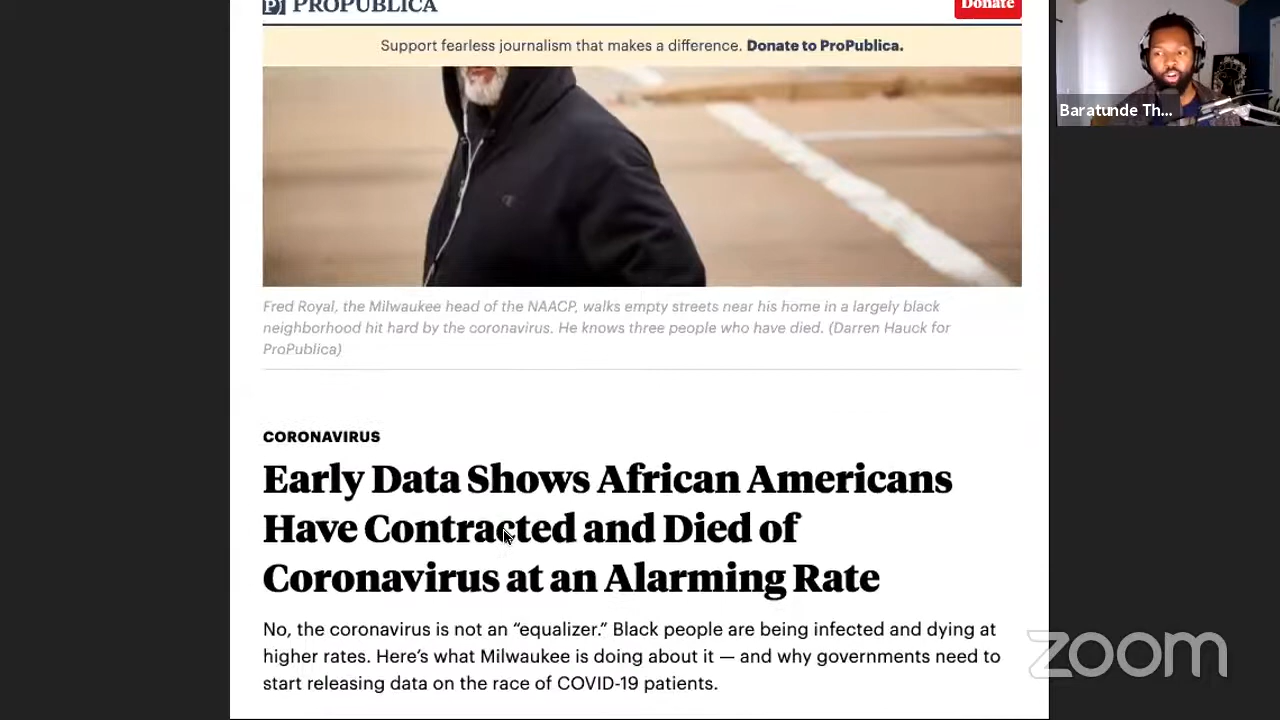 PROPUBLICA
Donate
Support fearless journalism that makes a difference. Donate to ProPublica.
Baratunde Th...
Fred Royal, the Milwaukee head of the NAACP, walks empty streets near his home in a largely black
neighborhood hit hard by the coronavirus. He knows three people who have died. (Darren Hauck for
ProPublica)
CORONAVIRUS
Early Data Shows African Americans
Have Contracted and Died of
Coronavirus at an Alarming Rate
No, the coronavirus is not an “equalizer.” Black people are being infected and dying at
higher rates. Here’s what Milwaukee is doing about it — and why governments need to
start releasing data on the race of COVID-19 patients.
zoom